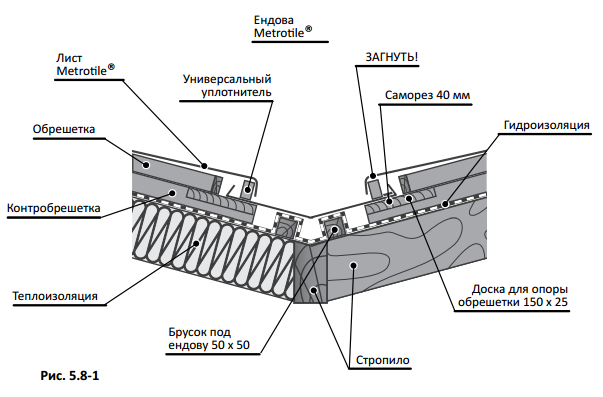 Ендова
Metrotile®
Лист
Metrotile®
ЗАГНУТЬ!
Универсальный
уплотнитель
Саморез 40 мм
Обрешетка
Гидроизоляция
Контробрешетка
Теплоизоляция
Доска для опоры
обрешетки 150 x 25
Брусок под
ендову 50 x 50
Стропило
Рис. 5.8-1